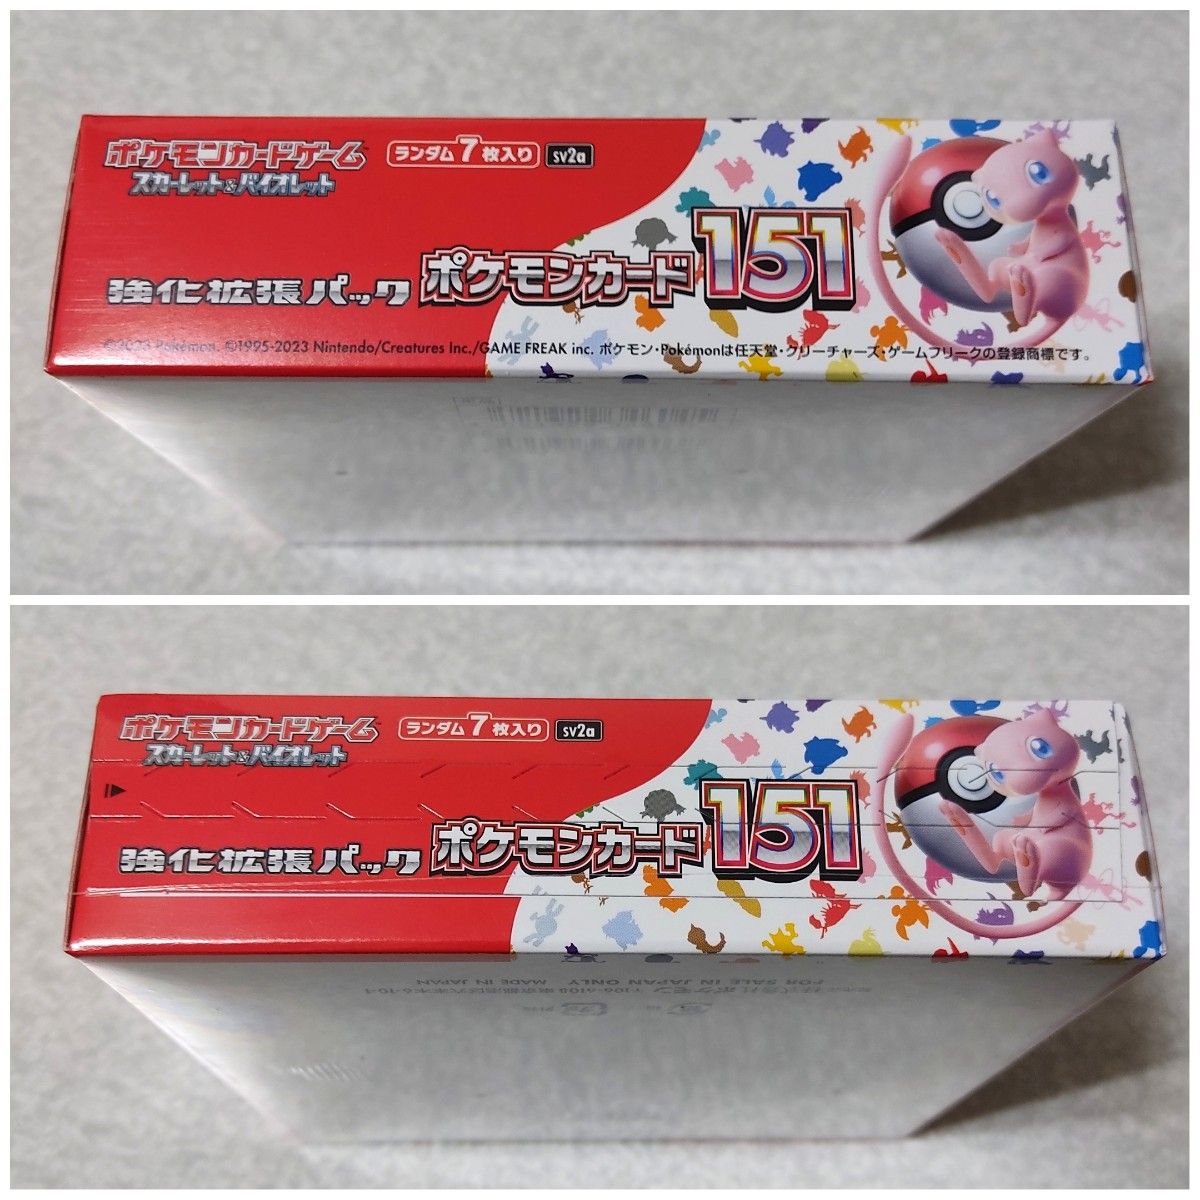 ポケモンカードゲーム
スカーレット&バイオレット
ランダム7枚入り
sv2a
強化拡張パック
ポケモンカード151
©2023 Pokémon. ©1995-2023 Nintendo/Creatures Inc./GAME FREAK inc. ポケモン・Pokémonは任天堂・クリーチャーズ・ゲームフリークの登録商標です。
ポケモンカードゲーム
スカーレット&バイオレット
ランダム7枚入り
sv2a
強化拡張パック
ポケモンカード151
FOR SALE IN JAPAN ONLY MADE IN JAPAN